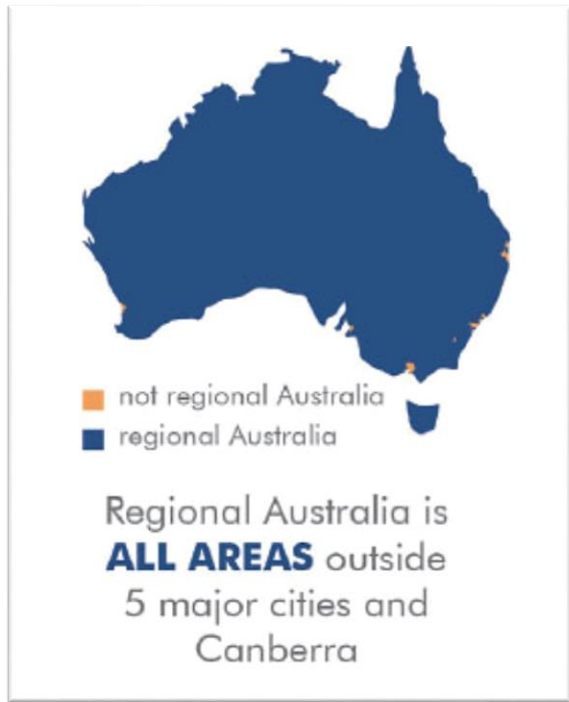 not regional Australia
regional Australia
Regional Australia is
ALL AREAS outside
5 major cities and
Canberra